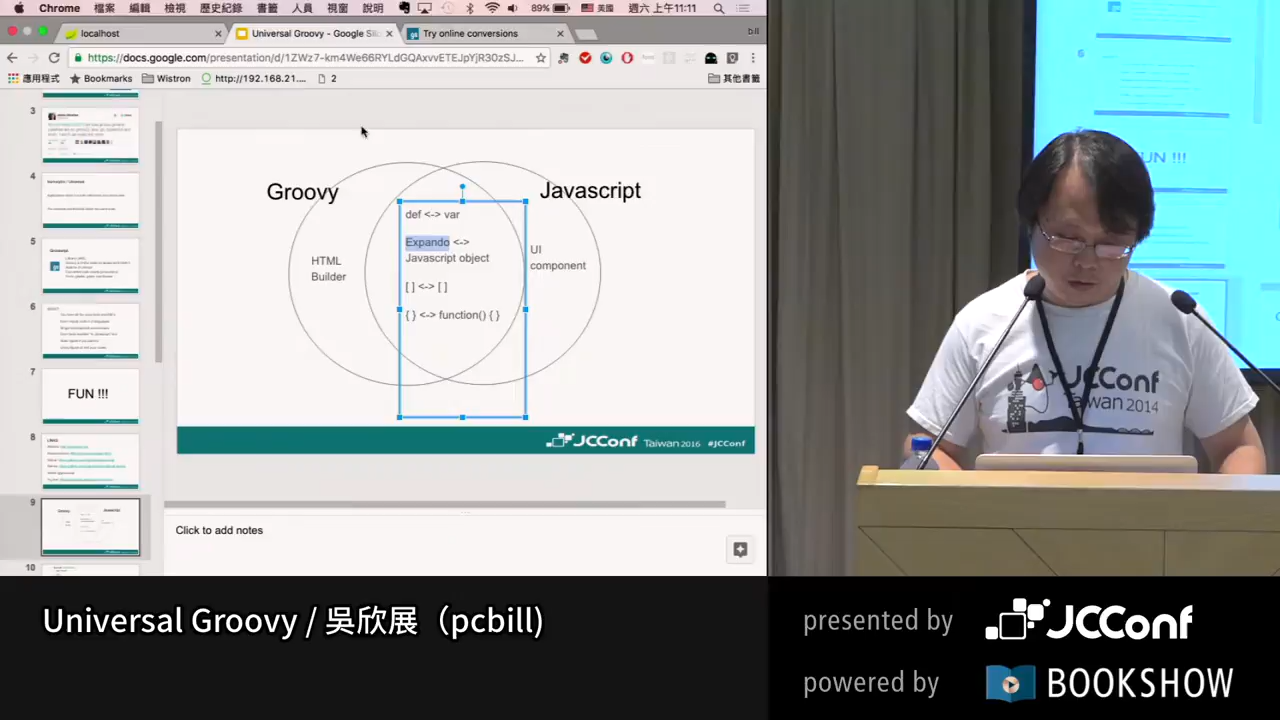 Chrome 檔案 編輯 檢視 歷史紀錄 書籤 人員 視窗 說明 89% 美國 週六 上午11:11
localhost
Universal Groovy - Google Sli
Try online conversions
bill
https://docs.google.com/presentation/d/1ZWz7-km4We66RYLdGQAxvvETEJpYjR30zSJ...
應用程式 Bookmarks Wistron http://192.168.21.... 2 其他書籤
3
4
5
6
7
FUN !!!
8
9
10
Groovy
Javascript
def <-> var
Expando <->
Javascript object
[ ] <-> [ ]
{ } <-> function() { }
HTML
Builder
UI
component
JCConf Taiwan 2016 #JCConf
Click to add notes
UN !!!
JCConf
Taiwan 2014
Universal Groovy / 吳欣展（pcbill)
presented by JCConf
powered by BOOKSHOW